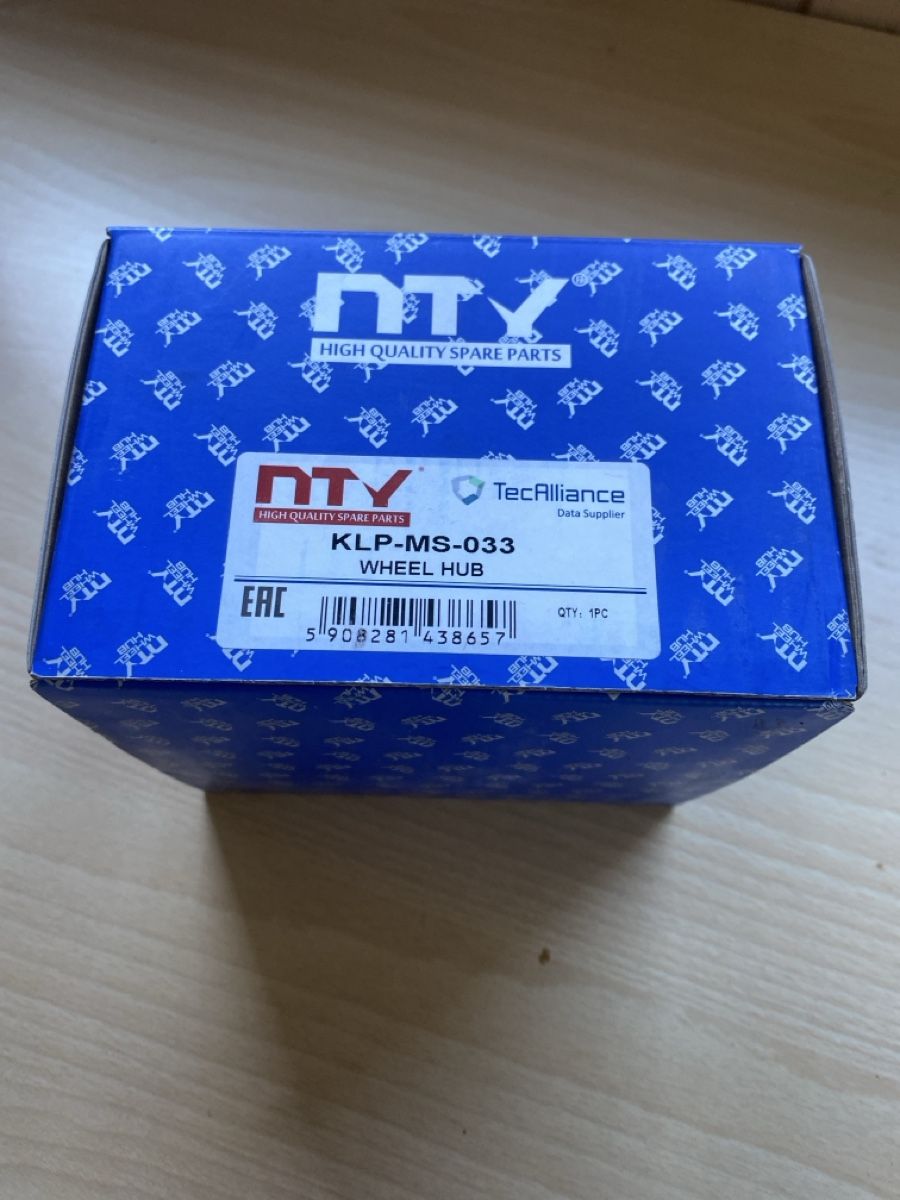 NTY®
HIGH QUALITY SPARE PARTS
NTY
TecAlliance
HIGH QUALITY SPARE PARTS
Data Supplier
KLP-MS-033
WHEEL HUB
EAC
QTY: 1PC
5 908281 438657